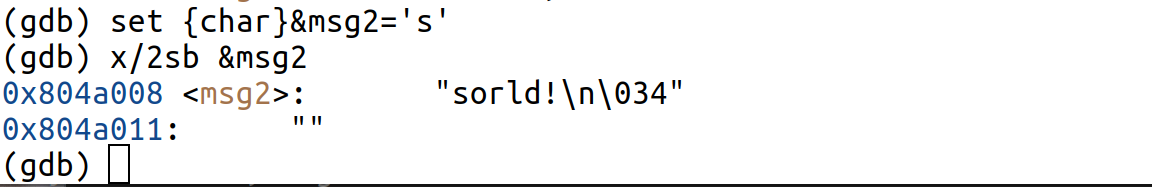 (gdb) set {char}&msg2='s'
(gdb) x/2sb &msg2
0x804a008 <msg2>:       "sorld!\n\034"
0x804a011:      ""
(gdb)